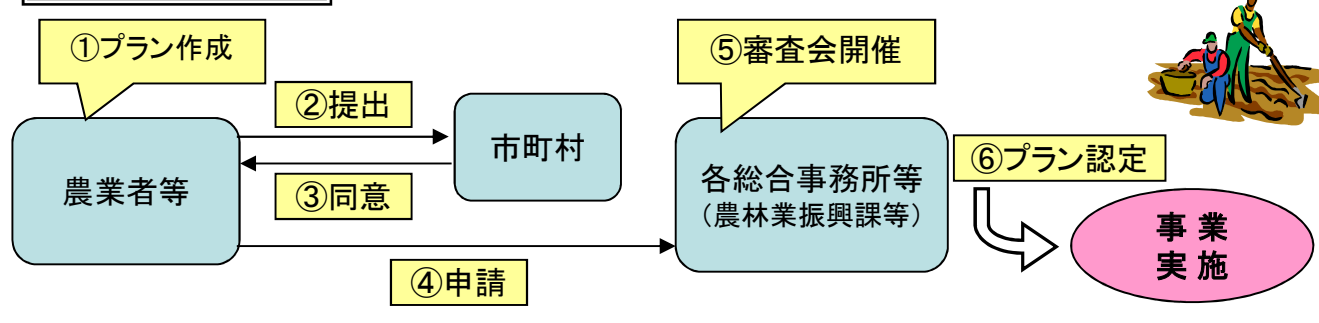 ①プラン作成
②提出
③同意
④申請
⑤審査会開催
⑥プラン認定
農業者等
市町村
各総合事務所等
（農林業振興課等）
事業
実施